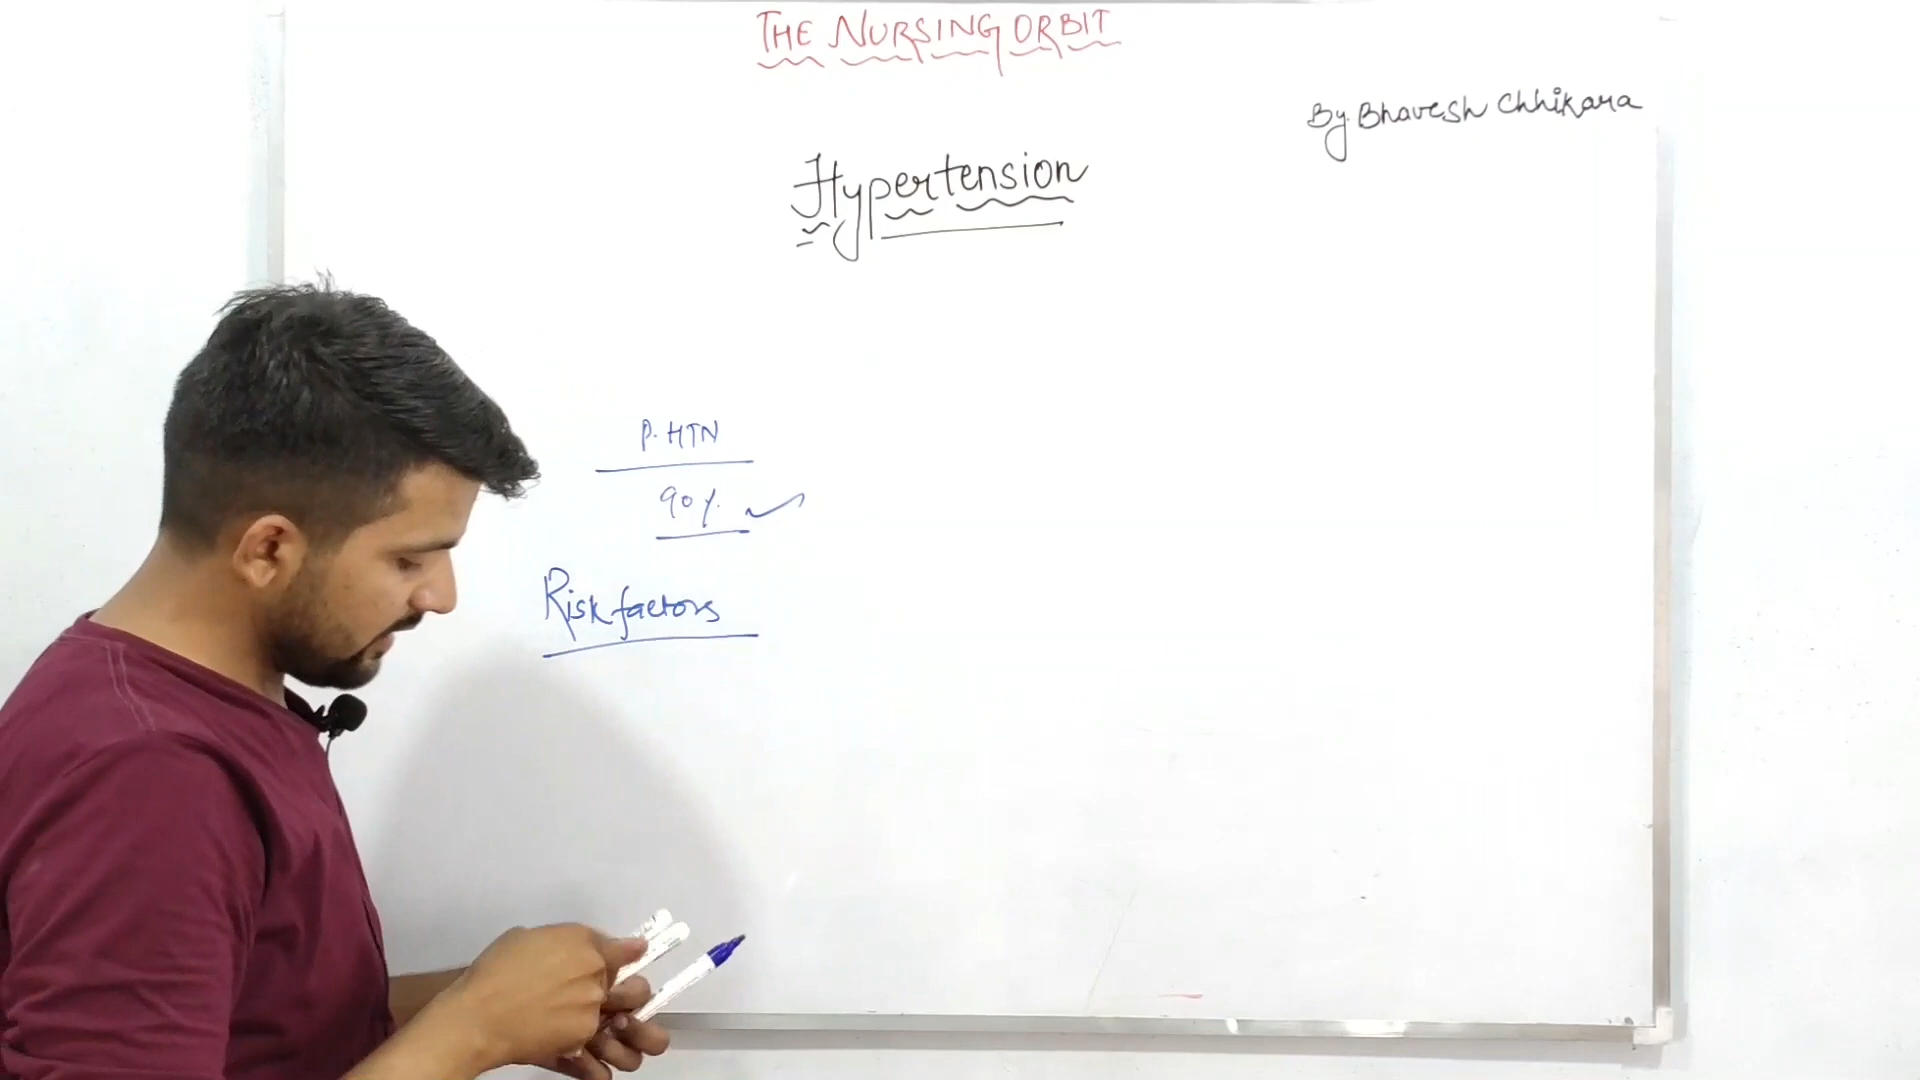 THE NURSING ORBIT
By. Bhavesh Chhikara
Hypertension
P. HTN
90%
Risk factors